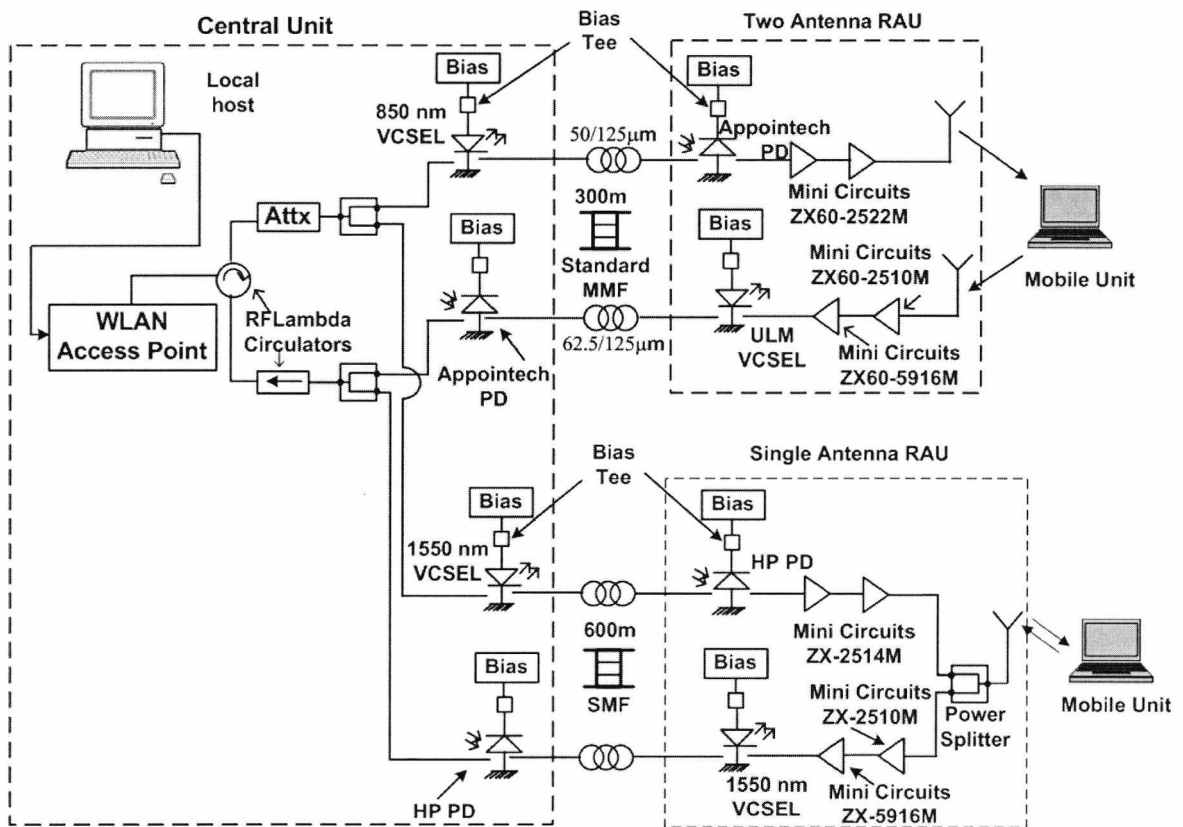 Central Unit
Bias
Tee
Two Antenna RAU
Local
host
Bias
850 nm
VCSEL
50/125µm
Bias
Appointech
PD
Mini Circuits
ZX60-2522M
Attx
Bias
300m
Standard
MMF
Bias
Mini Circuits
ZX60-2510M
Mobile Unit
WLAN
Access Point
RFLambda
Circulators
62.5/125µm
ULM
VCSEL
Mini Circuits
ZX60-5916M
Appointech
PD
Bias
Tee
Single Antenna RAU
Bias
Bias
1550 nm
VCSEL
HP PD
600m
SMF
Mini Circuits
ZX-2514M
Bias
Bias
Mini Circuits
ZX-2510M
Power
Splitter
Mobile Unit
HP PD
1550 nm
VCSEL
Mini Circuits
ZX-5916M